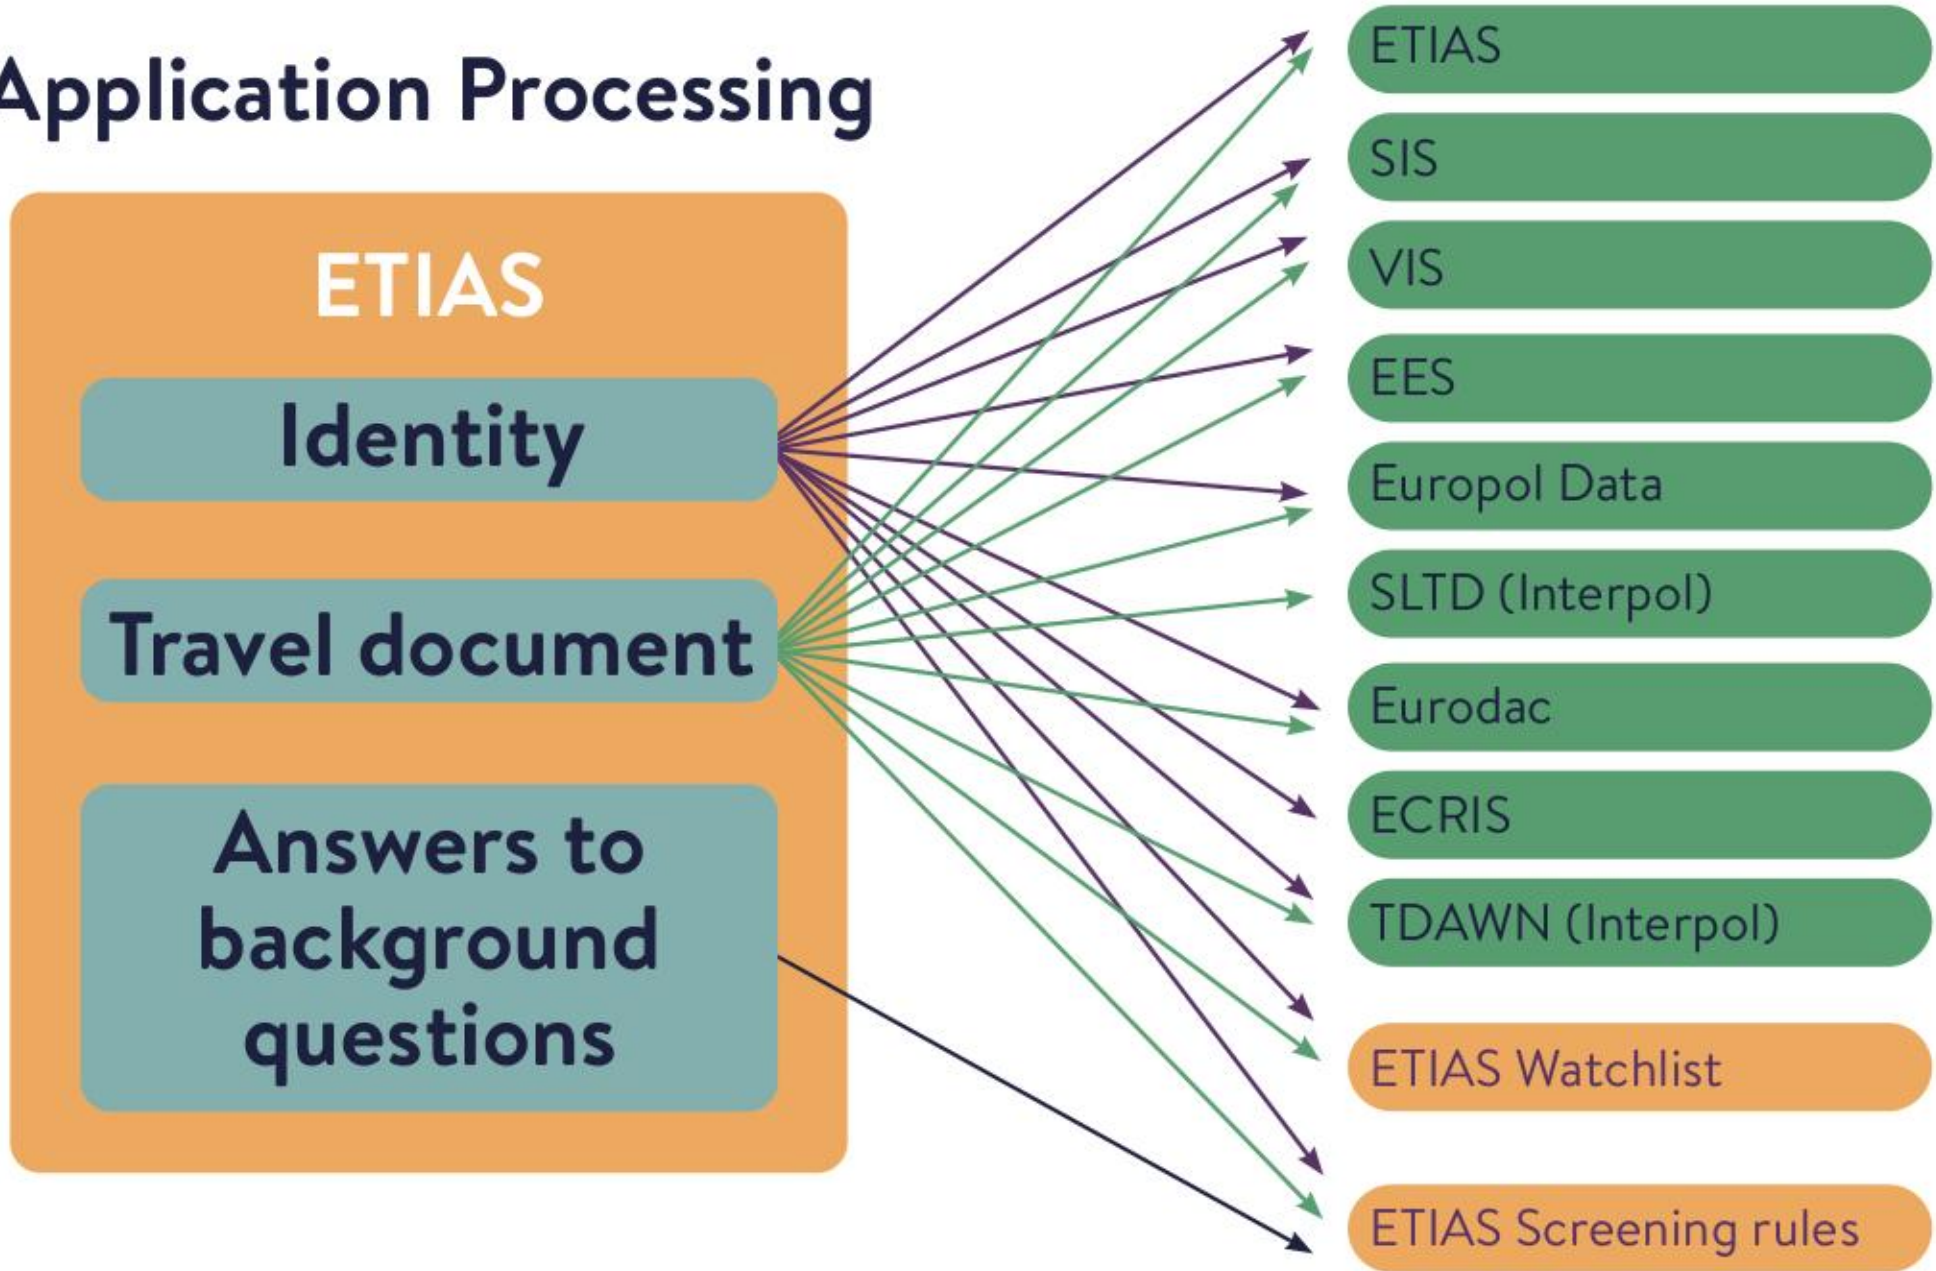 Application Processing
ETIAS
Identity
Travel document
Answers to
background
questions
ETIAS
SIS
VIS
EES
Europol Data
SLTD (Interpol)
Eurodac
ECRIS
TDAWN (Interpol)
ETIAS Watchlist
ETIAS Screening rules